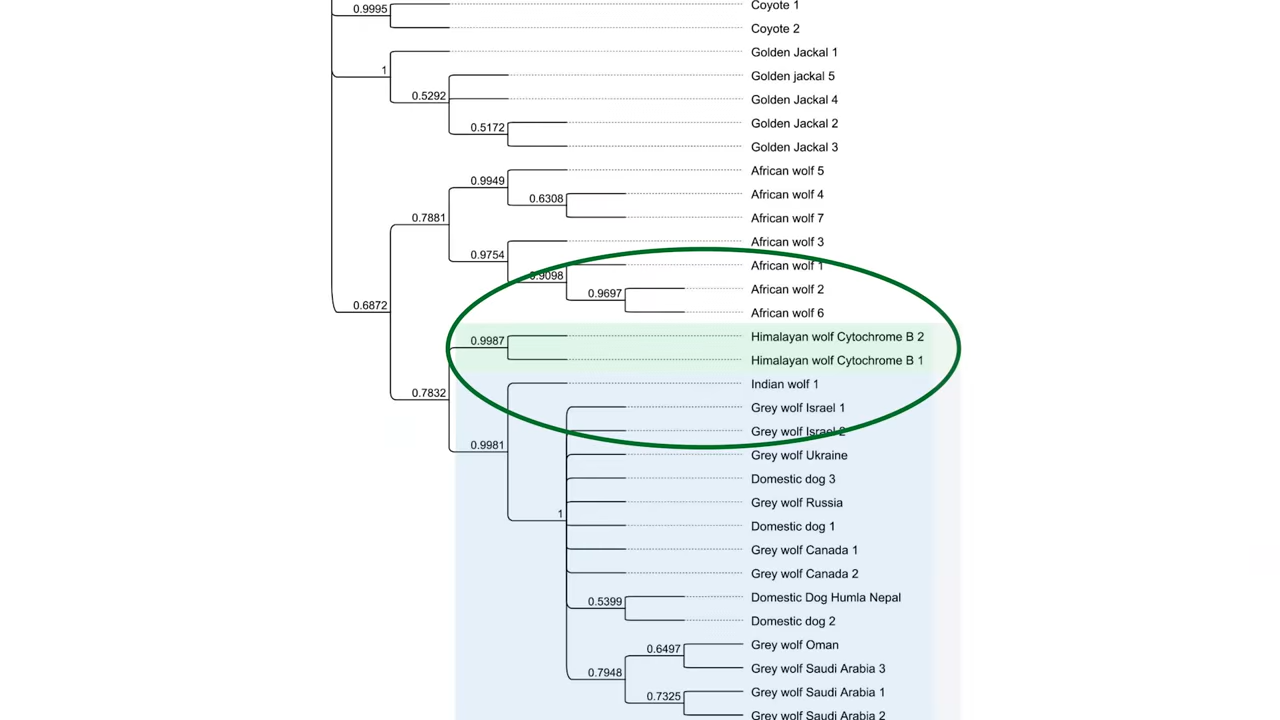 Coyote 1
0.9995
Coyote 2
Golden Jackal 1
1
Golden jackal 5
0.5292
Golden Jackal 4
Golden Jackal 2
0.5172
Golden Jackal 3
African wolf 5
0.9949
African wolf 4
0.6308
0.7881
African wolf 7
African wolf 3
0.9754
African wolf 1
0.9098
African wolf 2
0.9697
0.6872
African wolf 6
Himalayan wolf Cytochrome B 2
0.9987
Himalayan wolf Cytochrome B 1
Indian wolf 1
0.7832
Grey wolf Israel 1
Grey wolf Israel 2
0.9981
Grey wolf Ukraine
Domestic dog 3
Grey wolf Russia
1
Domestic dog 1
Grey wolf Canada 1
Grey wolf Canada 2
Domestic Dog Humla Nepal
0.5399
Domestic dog 2
Grey wolf Oman
0.6497
Grey wolf Saudi Arabia 3
0.7948
Grey wolf Saudi Arabia 1
0.7325
Grey wolf Saudi Arabia 2